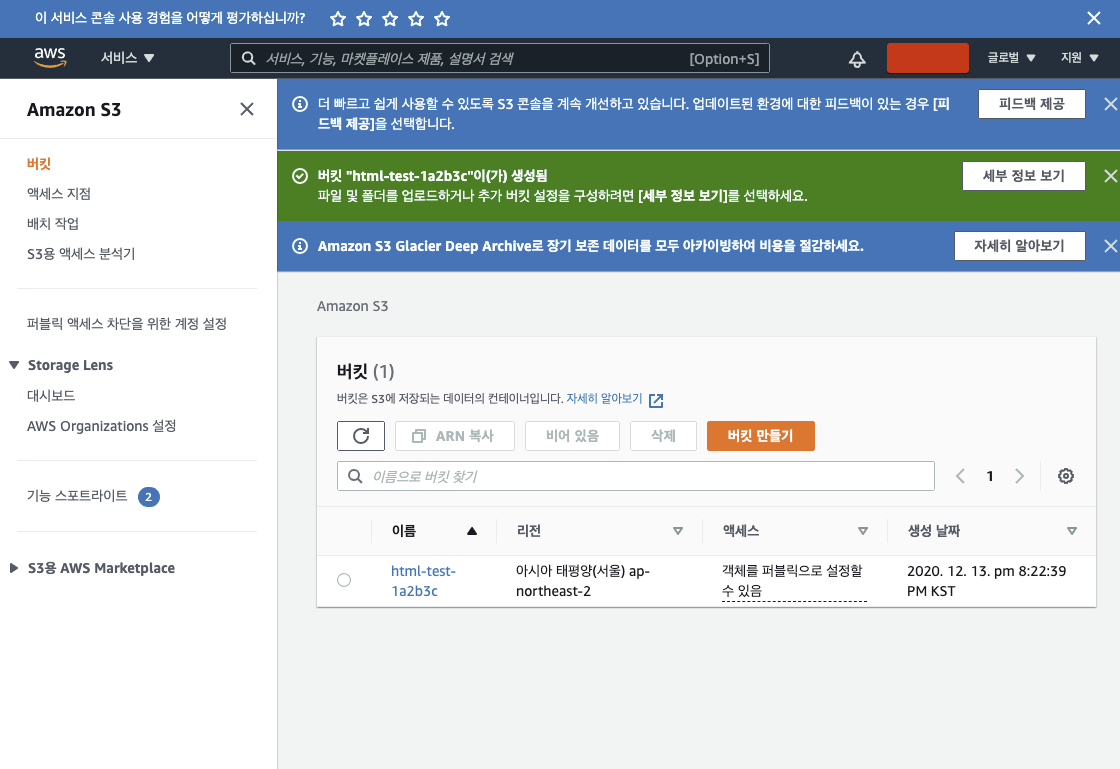 이 서비스 콘솔 사용 경험을 어떻게 평가하십니까?
aws
서비스
서비스, 기능, 마켓플레이스 제품, 설명서 검색
[Option+S]
글로벌
지원
Amazon S3
버킷
액세스 지점
배치 작업
S3용 액세스 분석기
퍼블릭 액세스 차단을 위한 계정 설정
Storage Lens
대시보드
AWS Organizations 설정
기능 스포트라이트 2
S3용 AWS Marketplace
더 빠르고 쉽게 사용할 수 있도록 S3 콘솔을 계속 개선하고 있습니다. 업데이트된 환경에 대한 피드백이 있는 경우 [피
드백 제공]을 선택합니다.
피드백 제공
버킷 "html-test-1a2b3c"이(가) 생성됨
파일 및 폴더를 업로드하거나 추가 버킷 설정을 구성하려면 [세부 정보 보기]를 선택하세요.
세부 정보 보기
Amazon S3 Glacier Deep Archive로 장기 보존 데이터를 모두 아카이빙하여 비용을 절감하세요.
자세히 알아보기
Amazon S3
버킷 (1)
버킷은 S3에 저장되는 데이터의 컨테이너입니다. 자세히 알아보기
ARN 복사
비어 있음
삭제
버킷 만들기
이름으로 버킷 찾기
1
이름
리전
액세스
생성 날짜
html-test-
1a2b3c
아시아 태평양(서울) ap-
northeast-2
객체를 퍼블릭으로 설정할
수 있음
2020. 12. 13. pm 8:22:39
PM KST